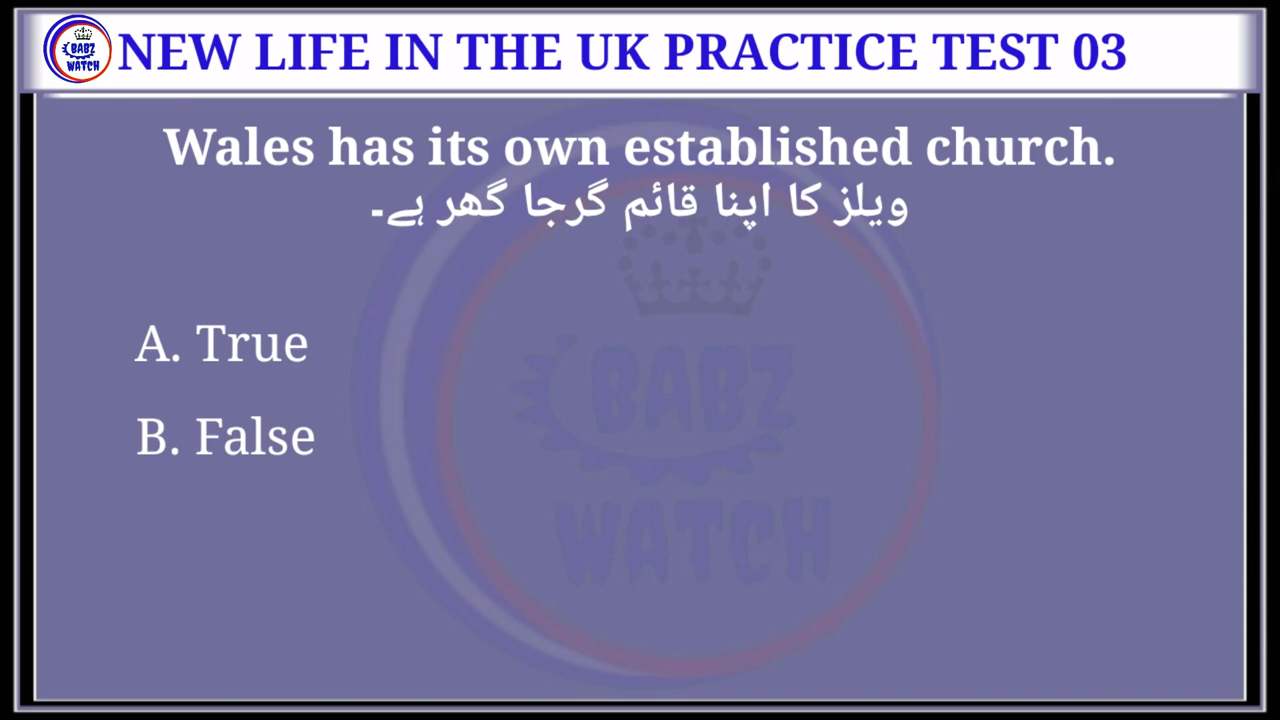 BABZ
WATCH
NEW LIFE IN THE UK PRACTICE TEST 03
Wales has its own established church.
ویلز کا اپنا قائم گرجا گھر ہے۔
A. True
B. False
BABZ
WATCH